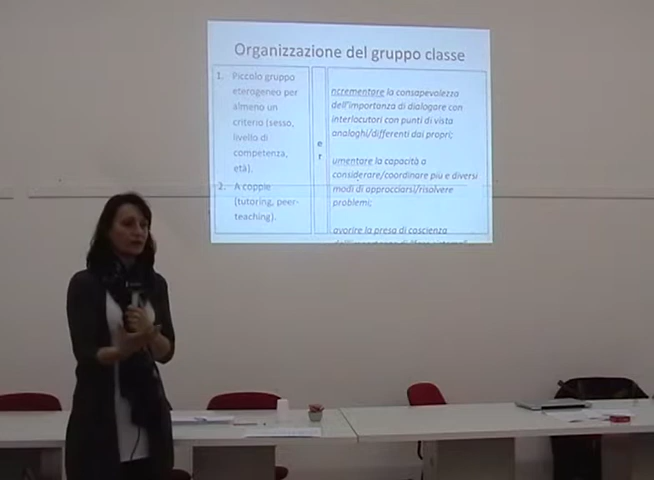 Organizzazione del gruppo classe
1. Piccolo gruppo
eterogeneo per
almeno un
criterio (sesso,
livello di
competenza,
età).
2. A coppie
(tutoring, peer-
teaching).
e
r
ncrementare la consapevolezza
dell'importanza di dialogare con
interlocutori con punti di vista
analoghi/differenti dai propri;
umentare la capacità a
considerare/coordinare più e diversi
modi di approcciarsi/risolvere
problemi;
avorire la presa di coscienza